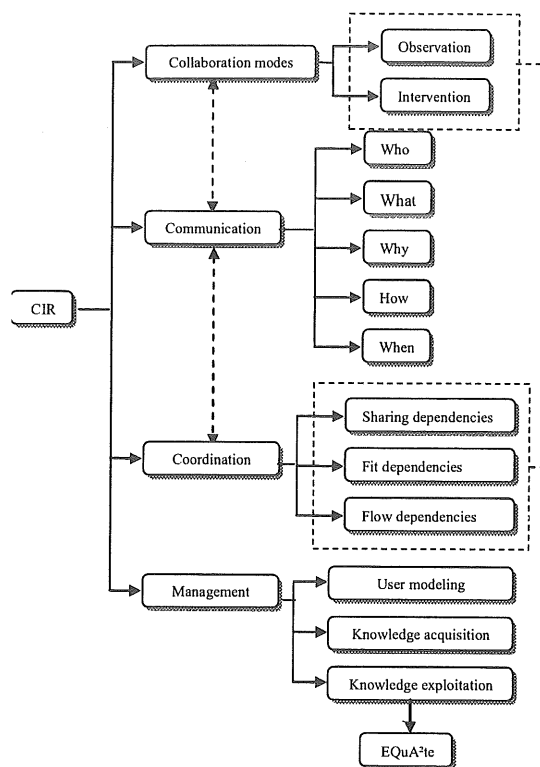 Collaboration modes
Observation
Intervention
Communication
Who
What
Why
How
When
CIR
Coordination
Sharing dependencies
Fit dependencies
Flow dependencies
Management
User modeling
Knowledge acquisition
Knowledge exploitation
EQuA²te